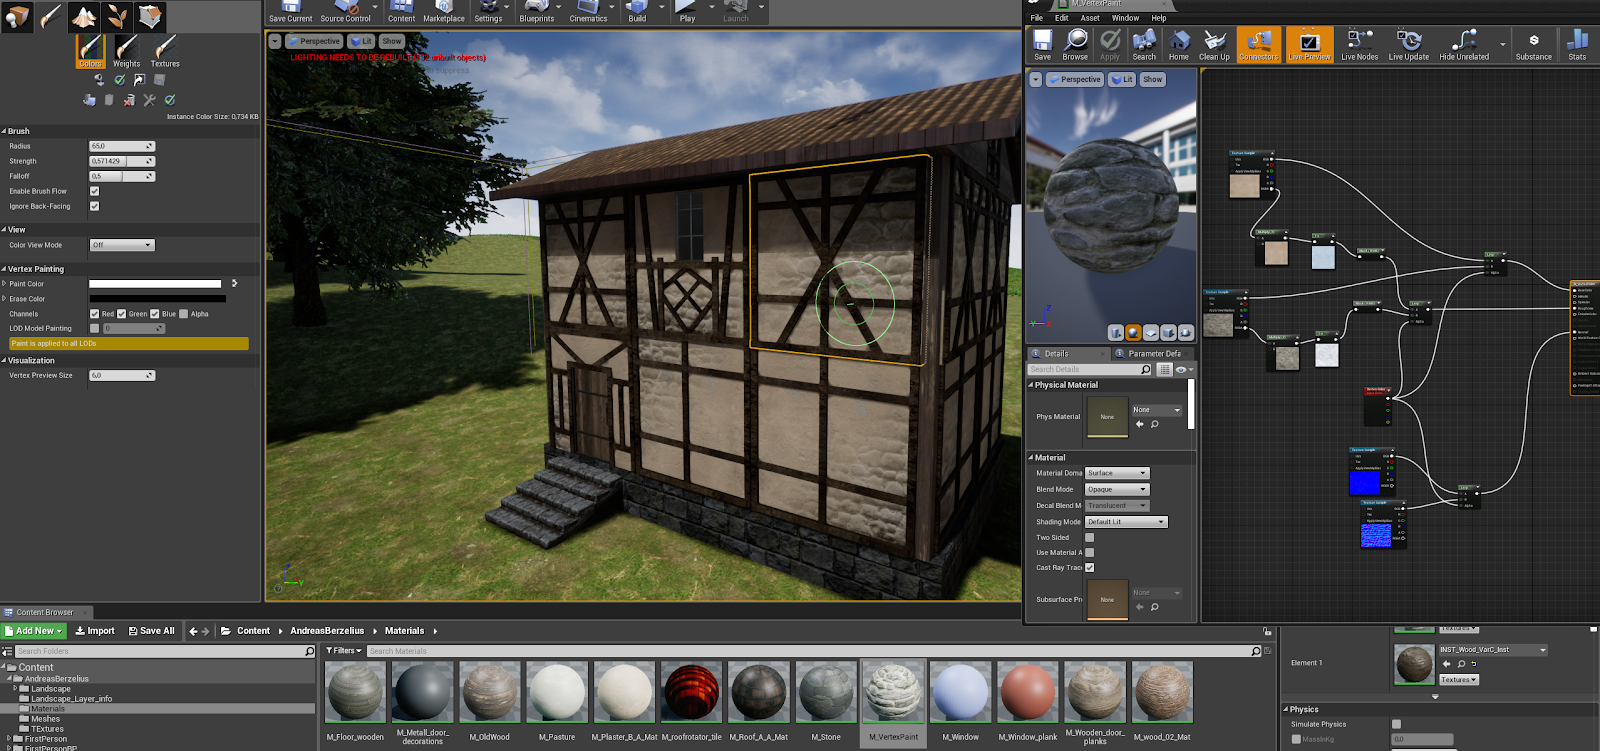 Save Current
Source Control
Content
Marketplace
Settings
Blueprints
Cinematics
Build
Play
Launch
M_VertexPaint
File Edit Asset Window Help
Save
Browse
Apply
Search
Home
Clean Up
Connectors
Live Preview
Live Nodes
Live Update
Hide Unrelated
Substance
Stats
Colors
Weights
Textures
Instance Color Size: 0,734 KB
Brush
Radius 65,0
Strength 0,571429
Falloff 0,5
Enable Brush Flow
Ignore Back-Facing
View
Color View Mode Off
Vertex Painting
Paint Color
Erase Color
Channels Red Green Blue Alpha
LOD Model Painting 0
Paint is applied to all LODs
Visualization
Vertex Preview Size 6,0
Perspective Lit Show
LIGHTING NEEDS TO BE REBUILT
unbuilt objects)
Perspective Lit Show
Details
Parameter Defa
Search Details
Physical Material
Phys Material
None
None
Material
Material Doma Surface
Blend Mode Opaque
Decal Blend M Translucent
Shading Mode Default Lit
Two Sided
Use Material A
Cast Ray Trace
Subsurface Pr
None
None
Content Browser
Add New Import Save All Content AndreasBerzelius Materials
Search Folders
Filters
Search Materials
Content
AndreasBerzelius
Landscape
Landscape_Layer_info
Materials
Meshes
TExtures
FirstPerson
FirstPersonBP
M_Floor_wooden
M_Metall_door_
decorations
M_OldWood
M_Pasture
M_Plaster_B_A_Mat
M_roofrotator_tile
M_Roof_A_A_Mat
M_Stone
M_VertexPaint
M_Window
M_Window_plank
M_Wooden_door_
planks
M_wood_02_Mat
Textures
Element 1
INST_Wood_VarC_Inst
Textures
Physics
Simulate Physics
MassInKg 0,0